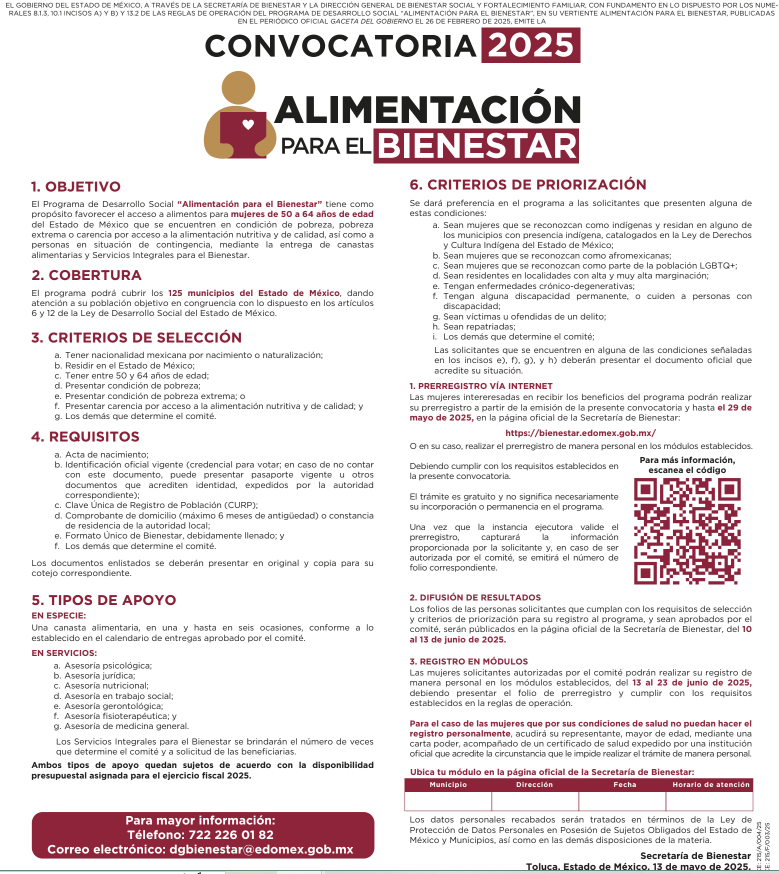 EL GOBIERNO DEL ESTADO DE MÉXICO, A TRAVÉS DE LA SECRETARÍA DE BIENESTAR Y LA DIRECCIÓN GENERAL DE BIENESTAR SOCIAL Y FORTALECIMIENTO FAMILIAR, CON FUNDAMENTO EN LO DISPUESTO POR LOS NUME-
RALES 8.1.3, 10.1 INCISOS A) Y B) Y 13.2 DE LAS REGLAS DE OPERACIÓN DEL PROGRAMA DE DESARROLLO SOCIAL "ALIMENTACIÓN PARA EL BIENESTAR", EN SU VERTIENTE ALIMENTACIÓN PARA EL BIENESTAR, PUBLICADAS
EN EL PERIÓDICO OFICIAL GACETA DEL GOBIERNO EL 26 DE FEBRERO DE 2025, EMITE LA
CONVOCATORIA 2025
ALIMENTACIÓN
PARA EL BIENESTAR
1. OBJETIVO
El Programa de Desarrollo Social "Alimentación para el Bienestar" tiene como
propósito favorecer el acceso a alimentos para mujeres de 50 a 64 años de edad
del Estado de México que se encuentren en condición de pobreza, pobreza
extrema o carencia por acceso a la alimentación nutritiva y de calidad, así como a
personas en situación de contingencia, mediante la entrega de canastas
alimentarias y Servicios Integrales para el Bienestar.
2. COBERTURA
El programa podrá cubrir los 125 municipios del Estado de México, dando
atención a su población objetivo en congruencia con lo dispuesto en los artículos
6 y 12 de la Ley de Desarrollo Social del Estado de México.
3. CRITERIOS DE SELECCIÓN
a. Tener nacionalidad mexicana por nacimiento o naturalización;
b. Residir en el Estado de México;
c. Tener entre 50 y 64 años de edad;
d. Presentar condición de pobreza;
e. Presentar condición de pobreza extrema; o
f. Presentar carencia por acceso a la alimentación nutritiva y de calidad; y
g. Los demás que determine el comité.
4. REQUISITOS
a. Acta de nacimiento;
b. Identificación oficial vigente (credencial para votar; en caso de no contar
con este documento, puede presentar pasaporte vigente u otros
documentos que acrediten identidad, expedidos por la autoridad
correspondiente);
c. Clave Única de Registro de Población (CURP);
d. Comprobante de domicilio (máximo 6 meses de antigüedad) o constancia
de residencia de la autoridad local;
e. Formato Único de Bienestar, debidamente llenado; y
f. Los demás que determine el comité.
Los documentos enlistados se deberán presentar en original y copia para su
cotejo correspondiente.
5. TIPOS DE APOYO
EN ESPECIE:
Una canasta alimentaria, en una y hasta en seis ocasiones, conforme a lo
establecido en el calendario de entregas aprobado por el comité.
EN SERVICIOS:
a. Asesoría psicológica;
b. Asesoría jurídica;
c. Asesoría nutricional;
d. Asesoría en trabajo social;
e. Asesoría gerontológica;
f. Asesoría fisioterapéutica; y
g. Asesoría de medicina general.
Los Servicios Integrales para el Bienestar se brindarán el número de veces
que determine el comité y a solicitud de las beneficiarias.
Ambos tipos de apoyo quedan sujetos de acuerdo con la disponibilidad
presupuestal asignada para el ejercicio fiscal 2025.
Para mayor información:
Téléfono: 722 226 01 82
Correo electrónico: dgbienestar@edomex.gob.mx
6. CRITERIOS DE PRIORIZACIÓN
Se dará preferencia en el programa a las solicitantes que presenten alguna de
estas condiciones:
a. Sean mujeres que se reconozcan como indígenas y residan en alguno de
los municipios con presencia indígena, catalogados en la Ley de Derechos
y Cultura Indígena del Estado de México;
b. Sean mujeres que se reconozcan como afromexicanas;
c. Sean mujeres que se reconozcan como parte de la población LGBTQ+;
d. Sean residentes en localidades con alta y muy alta marginación;
e. Tengan enfermedades crónico-degenerativas;
f. Tengan alguna discapacidad permanente, o cuiden a personas con
discapacidad;
g. Sean víctimas u ofendidas de un delito;
h. Sean repatriadas;
i. Los demás que determine el comité;
Las solicitantes que se encuentren en alguna de las condiciones señaladas
en los incisos e), f), g), y h) deberán presentar el documento oficial que
acredite su situación.
1. PRERREGISTRO VÍA INTERNET
Las mujeres intereresadas en recibir los beneficios del programa podrán realizar
su prerregistro a partir de la emisión de la presente convocatoria y hasta el 29 de
mayo de 2025, en la página oficial de la Secretaría de Bienestar:
https://bienestar.edomex.gob.mx/
O en su caso, realizar el prerregistro de manera personal en los módulos establecidos.
Debiendo cumplir con los requisitos establecidos en
la presente convocatoria.
El trámite es gratuito y no significa necesariamente
su incorporación o permanencia en el programa.
Una vez que la instancia ejecutora valide el
prerregistro, capturará la información
proporcionada por la solicitante y, en caso de ser
autorizada por el comité, se emitirá el número de
folio correspondiente.
Para más información,
escanea el código
2. DIFUSIÓN DE RESULTADOS
Los folios de las personas solicitantes que cumplan con los requisitos de selección
y criterios de priorización para su registro al programa, y sean aprobados por el
comité, serán públicados en la página oficial de la Secretaría de Bienestar, del 10
al 13 de junio de 2025.
3. REGISTRO EN MÓDULOS
Las mujeres solicitantes autorizadas por el comité podrán realizar su registro de
manera personal en los módulos establecidos, del 13 al 23 de junio de 2025,
debiendo presentar el folio de prerregistro y cumplir con los requisitos
establecidos en la reglas de operación.
Para el caso de las mujeres que por sus condiciones de salud no puedan hacer el
registro personalmente, acudirá su representante, mayor de edad, mediante una
carta poder, acompañado de un certificado de salud expedido por una institución
oficial que acredite la circunstancia que le impide realizar el trámite de manera personal.
Ubica tu módulo en la página oficial de la Secretaría de Bienestar:
Municipio Dirección Fecha Horario de atención
Los datos personales recabados serán tratados en términos de la Ley de
Protección de Datos Personales en Posesión de Sujetos Obligados del Estado de
México y Municipios, así como en las demás disposiciones de la materia.
Secretaría de Bienestar
Toluca, Estado de México, 13 de mayo de 2025.